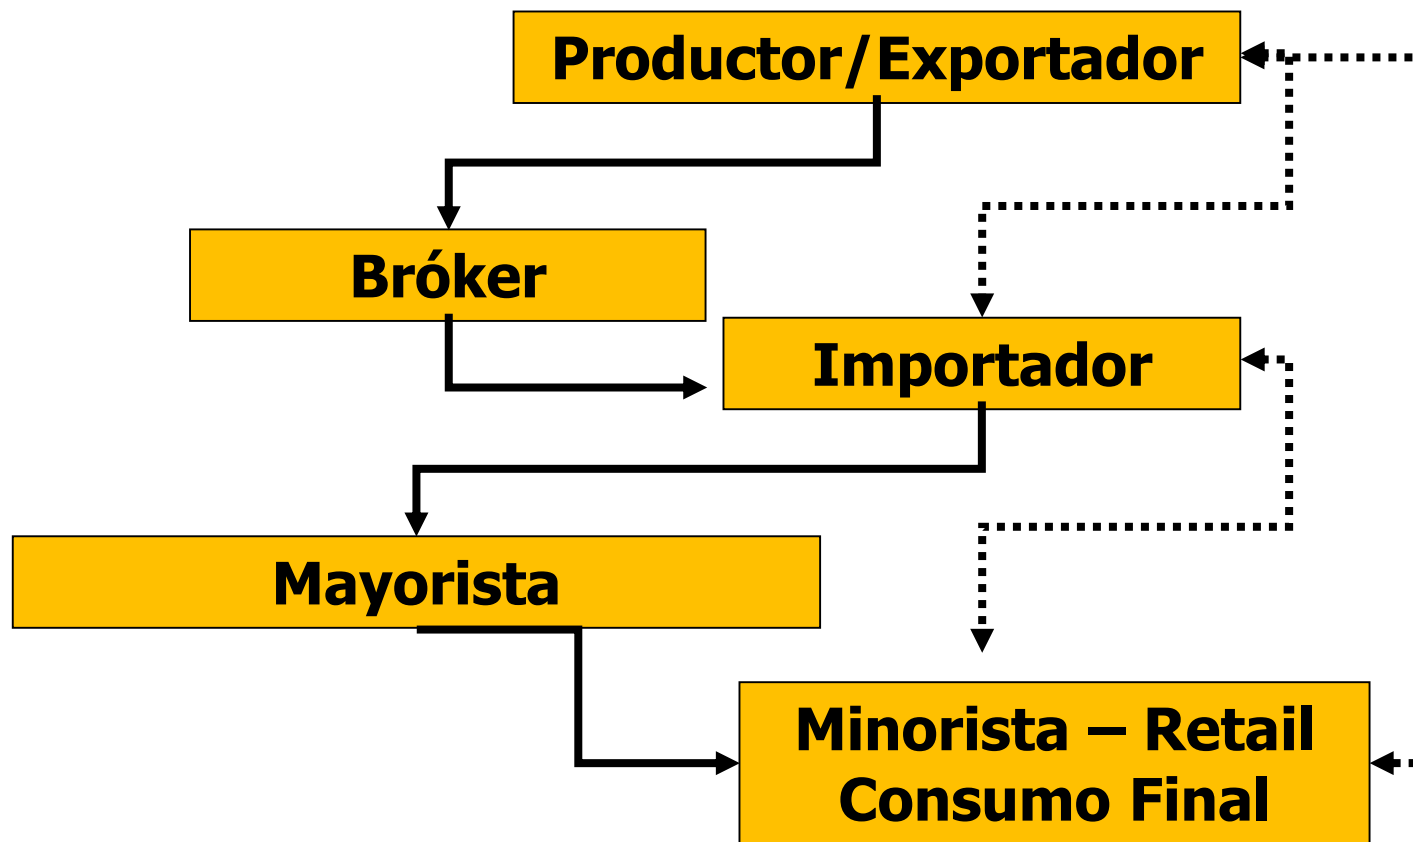 Productor/Exportador
Bróker
Importador
Mayorista
Minorista – Retail
Consumo Final